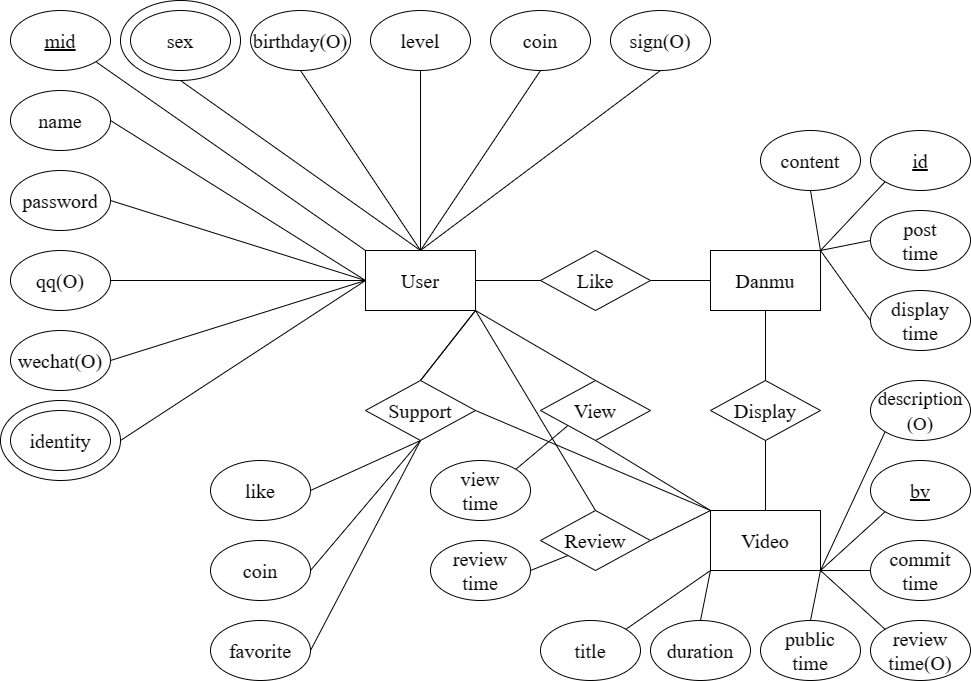 mid
sex
birthday(O)
level
coin
sign(O)
name
content
id
password
post
time
qq(O)
User
Like
Danmu
display
time
wechat(O)
Support
View
Display
description
(O)
identity
like
view
time
bv
Review
Video
coin
review
time
commit
time
favorite
title
duration
public
time
review
time(O)